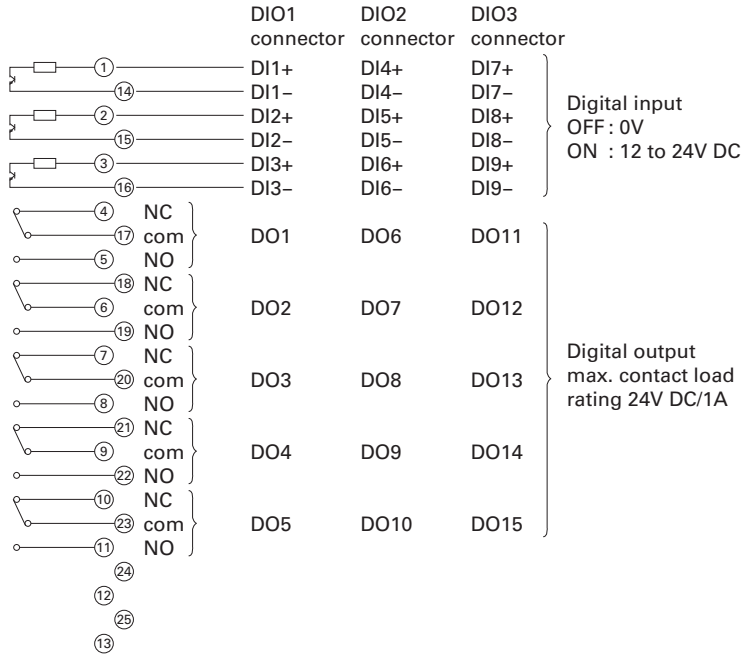 DIO1 DIO2 DIO3
connector connector connector
1 DI1+ DI4+ DI7+
14 DI1– DI4– DI7–
2 DI2+ DI5+ DI8+
15 DI2– DI5– DI8–
3 DI3+ DI6+ DI9+
16 DI3– DI6– DI9–
Digital input
OFF : 0V
ON : 12 to 24V DC
4 NC
17 com DO1 DO6 DO11
5 NO
18 NC
6 com DO2 DO7 DO12
19 NO
7 NC
20 com DO3 DO8 DO13
8 NO
Digital output
max. contact load
rating 24V DC/1A
21 NC
9 com DO4 DO9 DO14
22 NO
10 NC
23 com DO5 DO10 DO15
11 NO
24
12
25
13